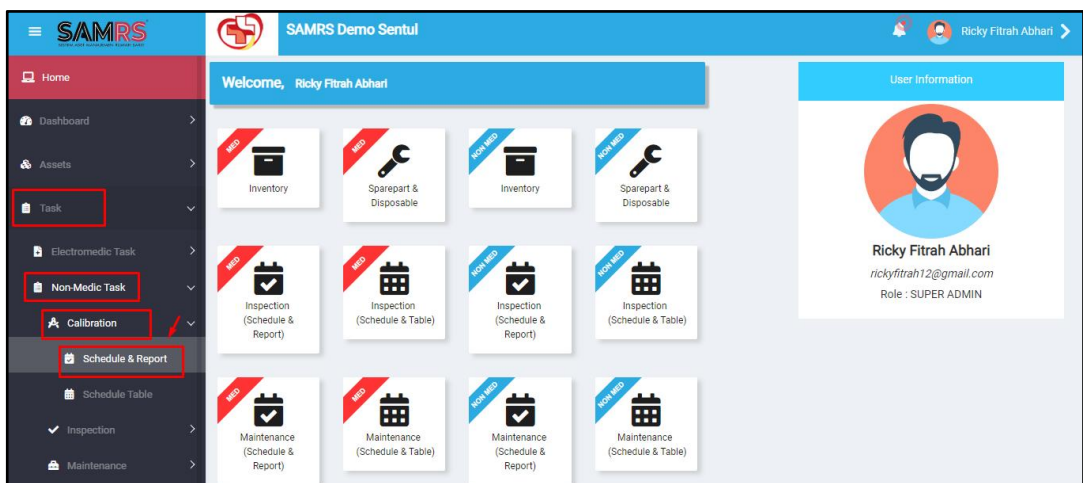 SAMRS
SAMRS Demo Sentul
Ricky Fitrah Abhari
Home
Dashboard
Assets
Task
Electromedic Task
Non-Medic Task
Calibration
Schedule & Report
Schedule Table
Inspection
Maintenance
Welcome, Ricky Fitrah Abhari
MED
Inventory
MED
Sparepart &
Disposable
NON MED
Inventory
NON MED
Sparepart &
Disposable
MED
Inspection
(Schedule &
Report)
MED
Inspection
(Schedule & Table)
NON MED
Inspection
(Schedule &
Report)
NON MED
Inspection
(Schedule & Table)
MED
Maintenance
(Schedule &
Report)
MED
Maintenance
(Schedule & Table)
NON MED
Maintenance
(Schedule &
Report)
NON MED
Maintenance
(Schedule & Table)
User Information
Ricky Fitrah Abhari
rickyfitrah12@gmail.com
Role : SUPER ADMIN